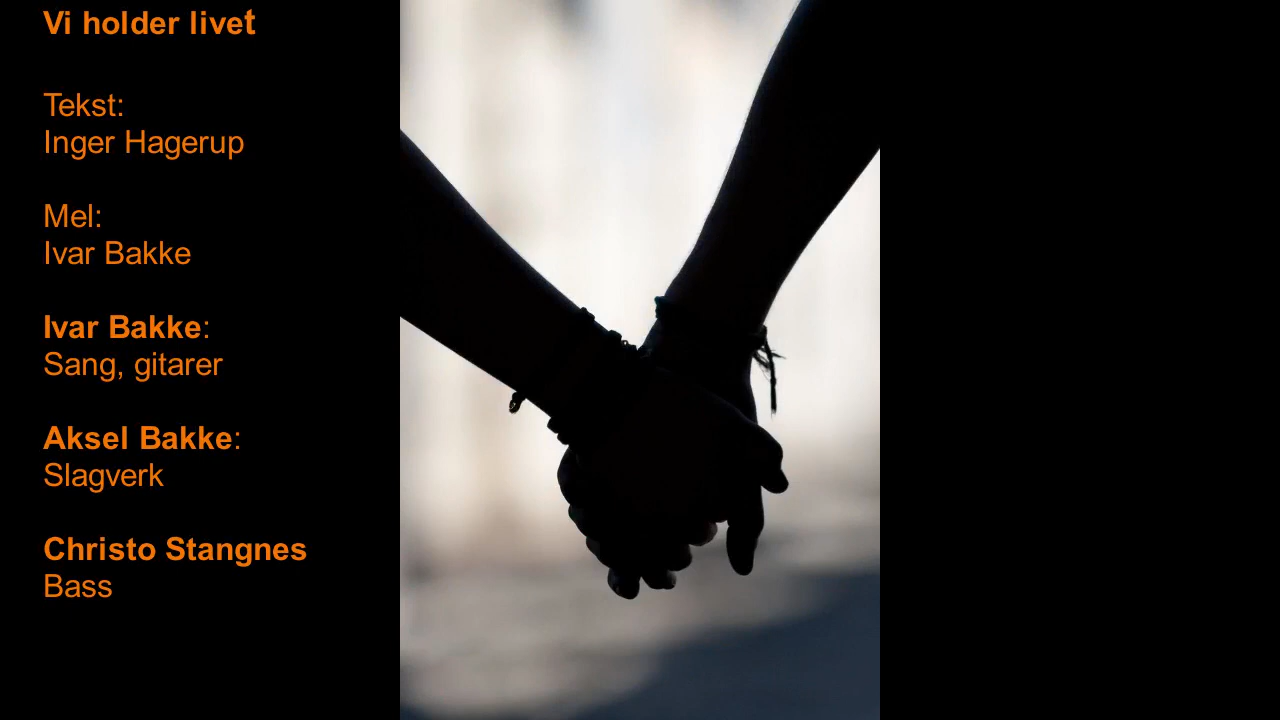 Vi holder livet
Tekst:
Inger Hagerup
Mel:
Ivar Bakke
Ivar Bakke:
Sang, gitarer
Aksel Bakke:
Slagverk
Christo Stangnes
Bass